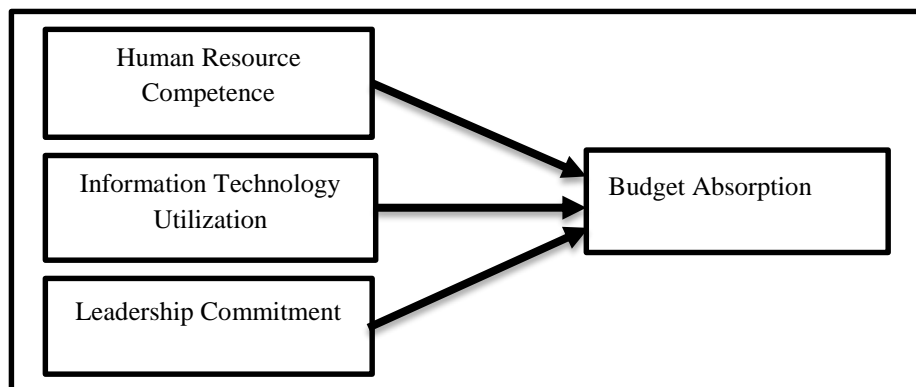 Human Resource
Competence
Information Technology
Utilization
Budget Absorption
Leadership Commitment